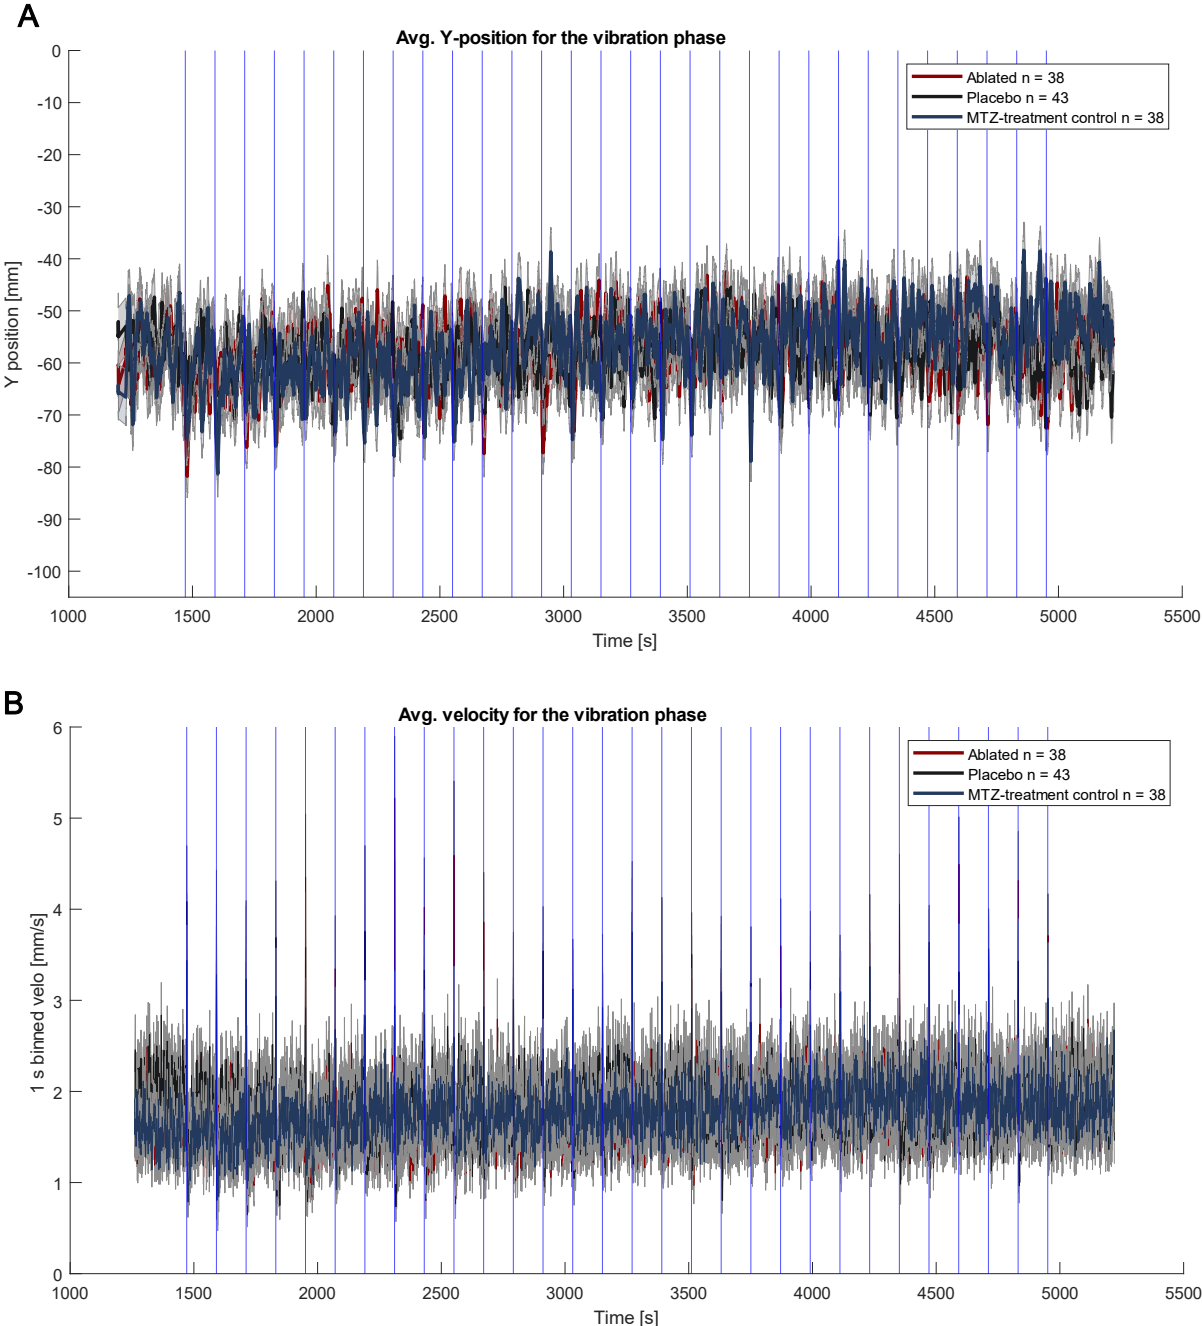 A
Avg. Y-position for the vibration phase
0
-10
-20
-30
-40
-50
-60
-70
-80
-90
-100
Y position [mm]
Ablated n = 38
Placebo n = 43
MTZ-treatment control n = 38
1000 1500 2000 2500 3000 3500 4000 4500 5000 5500
Time [s]
B
Avg. velocity for the vibration phase
6
5
4
3
2
1
0
1 s binned velo [mm/s]
Ablated n = 38
Placebo n = 43
MTZ-treatment control n = 38
1000 1500 2000 2500 3000 3500 4000 4500 5000 5500
Time [s]